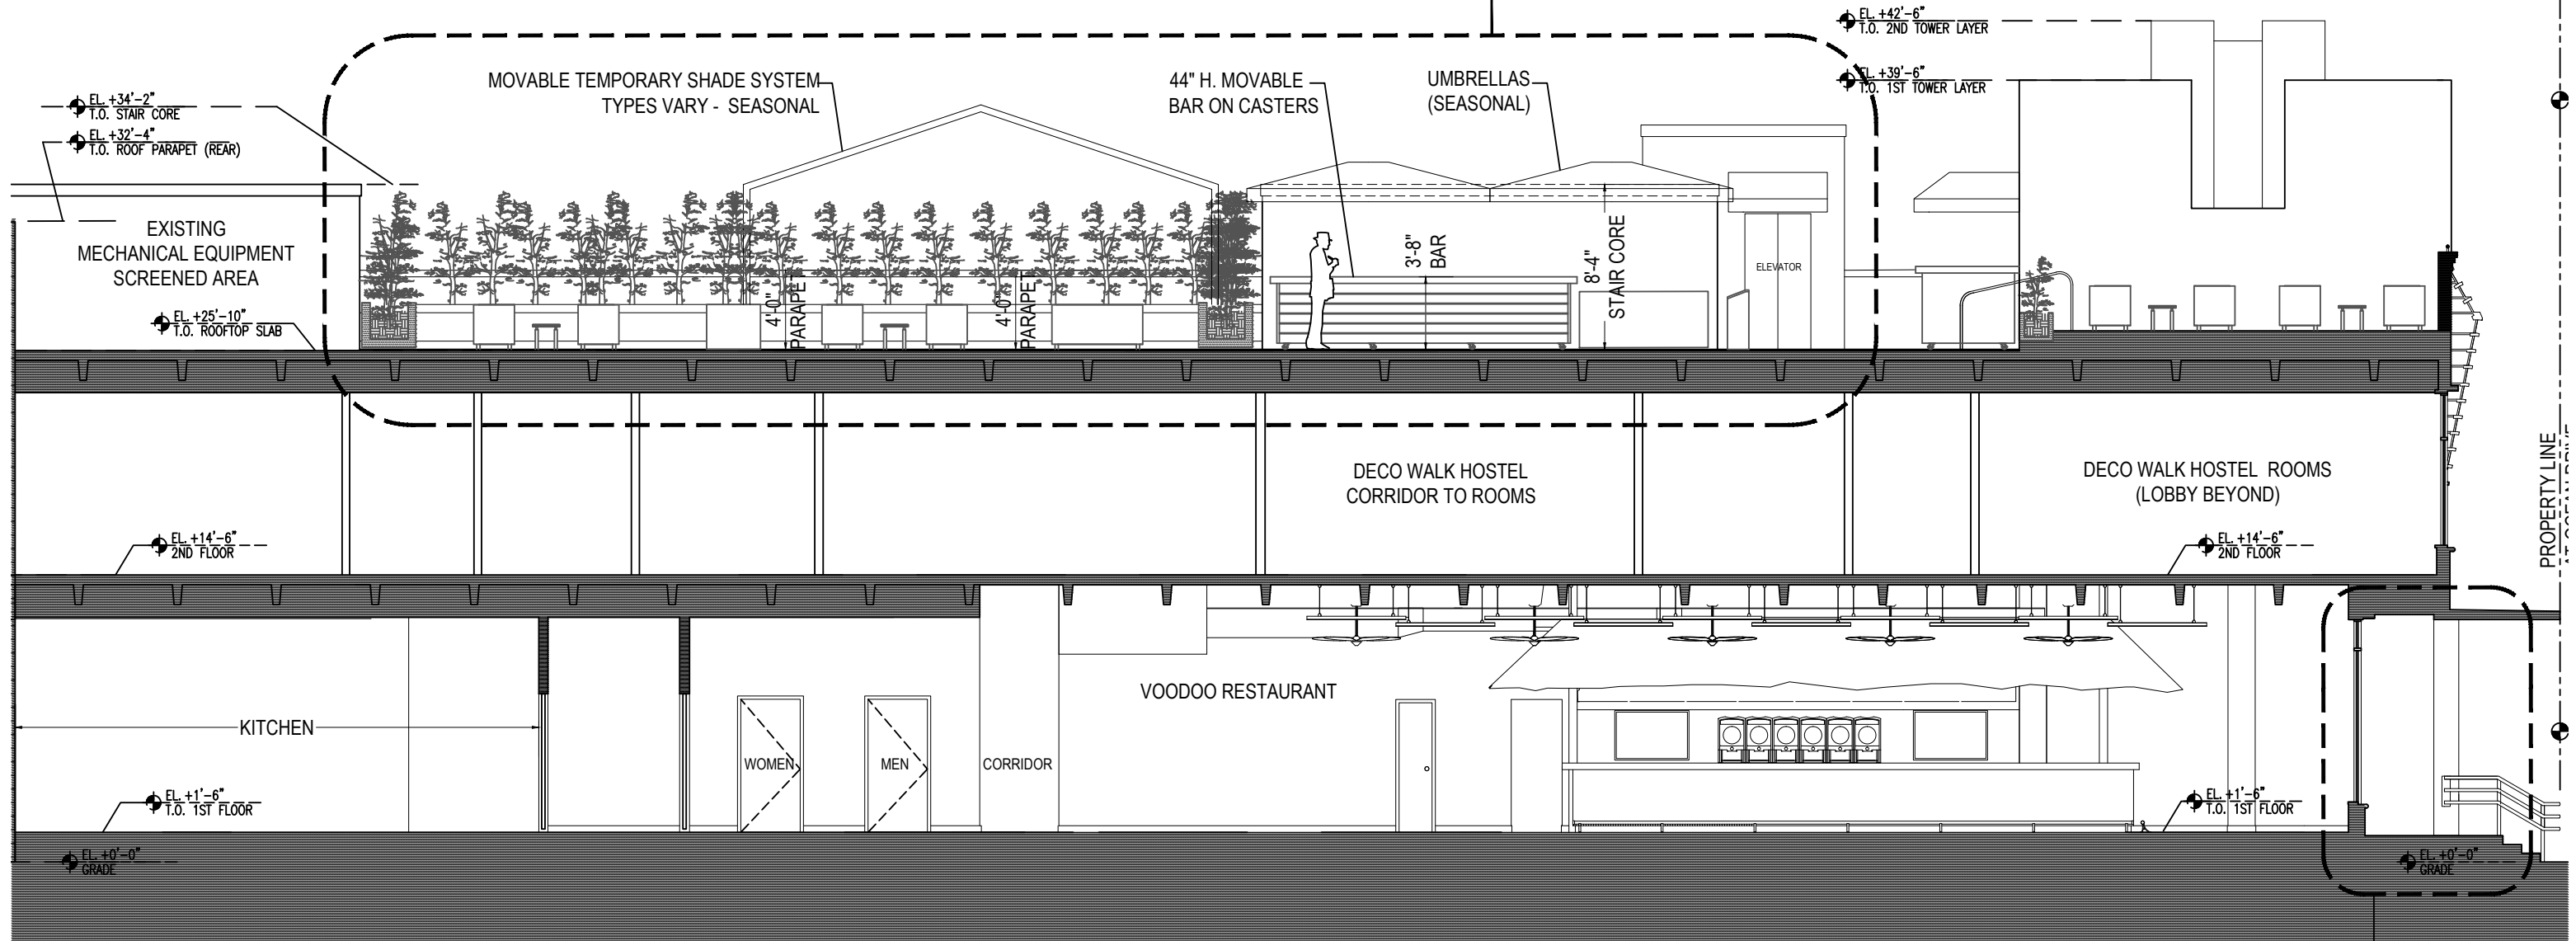 EL. +42'-6"
T.O. 2ND TOWER LAYER
EL. +39'-6"
T.O. 1ST TOWER LAYER
MOVABLE TEMPORARY SHADE SYSTEM
TYPES VARY - SEASONAL
44" H. MOVABLE
BAR ON CASTERS
UMBRELLAS
(SEASONAL)
EL. +34'-2"
T.O. STAIR CORE
EL. +32'-4"
T.O. ROOF PARAPET (REAR)
EXISTING
MECHANICAL EQUIPMENT
SCREENED AREA
EL. +25'-10"
T.O. ROOFTOP SLAB
4'-0"
PARAPET
4'-0"
PARAPET
3'-8"
BAR
8'-4"
STAIR CORE
ELEVATOR
DECO WALK HOSTEL
CORRIDOR TO ROOMS
DECO WALK HOSTEL ROOMS
(LOBBY BEYOND)
EL. +14'-6"
2ND FLOOR
EL. +14'-6"
2ND FLOOR
PROPERTY LINE
AT OCEAN DRIVE
VOODOO RESTAURANT
KITCHEN
WOMEN
MEN
CORRIDOR
EL. +1'-6"
T.O. 1ST FLOOR
EL. +1'-6"
T.O. 1ST FLOOR
EL. +0'-0"
GRADE
EL. +0'-0"
GRADE